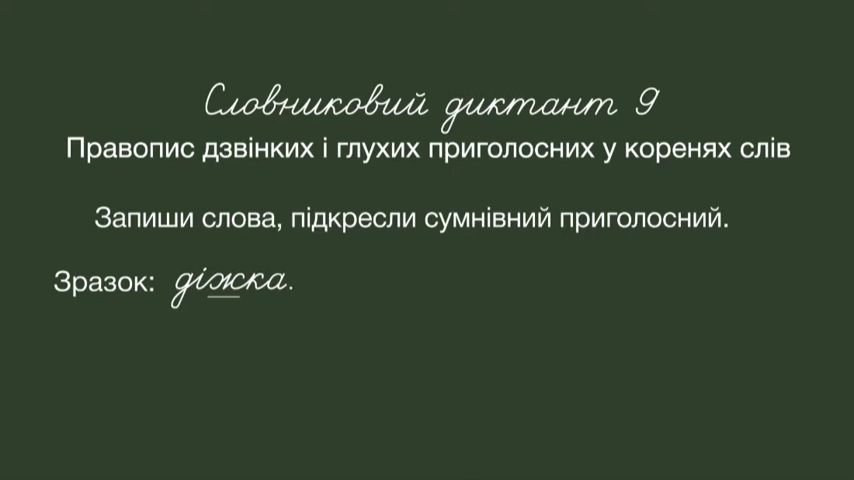 Словниковий диктант 9
Правопис дзвінких і глухих приголосних у коренях слів
Запиши слова, підкресли сумнівний приголосний.
Зразок: діжка.